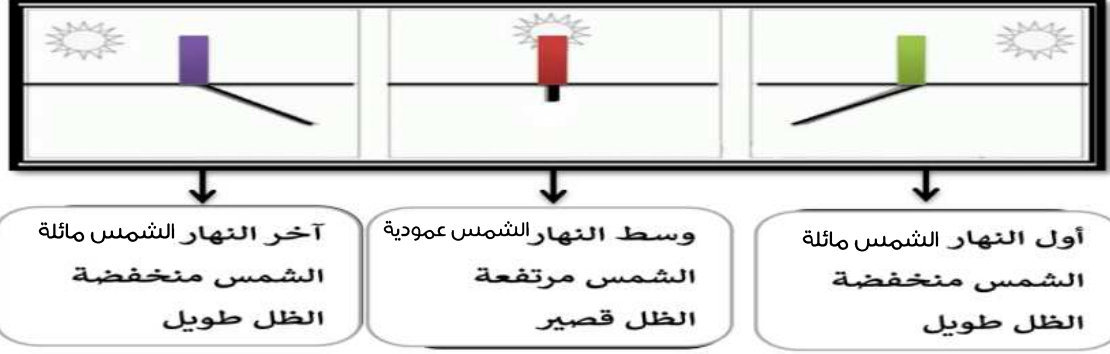 أول النهار الشمس مائلة
الشمس منخفضة
الظل طويل
وسط النهار الشمس عمودية
الشمس مرتفعة
الظل قصير
آخر النهار الشمس مائلة
الشمس منخفضة
الظل طويل